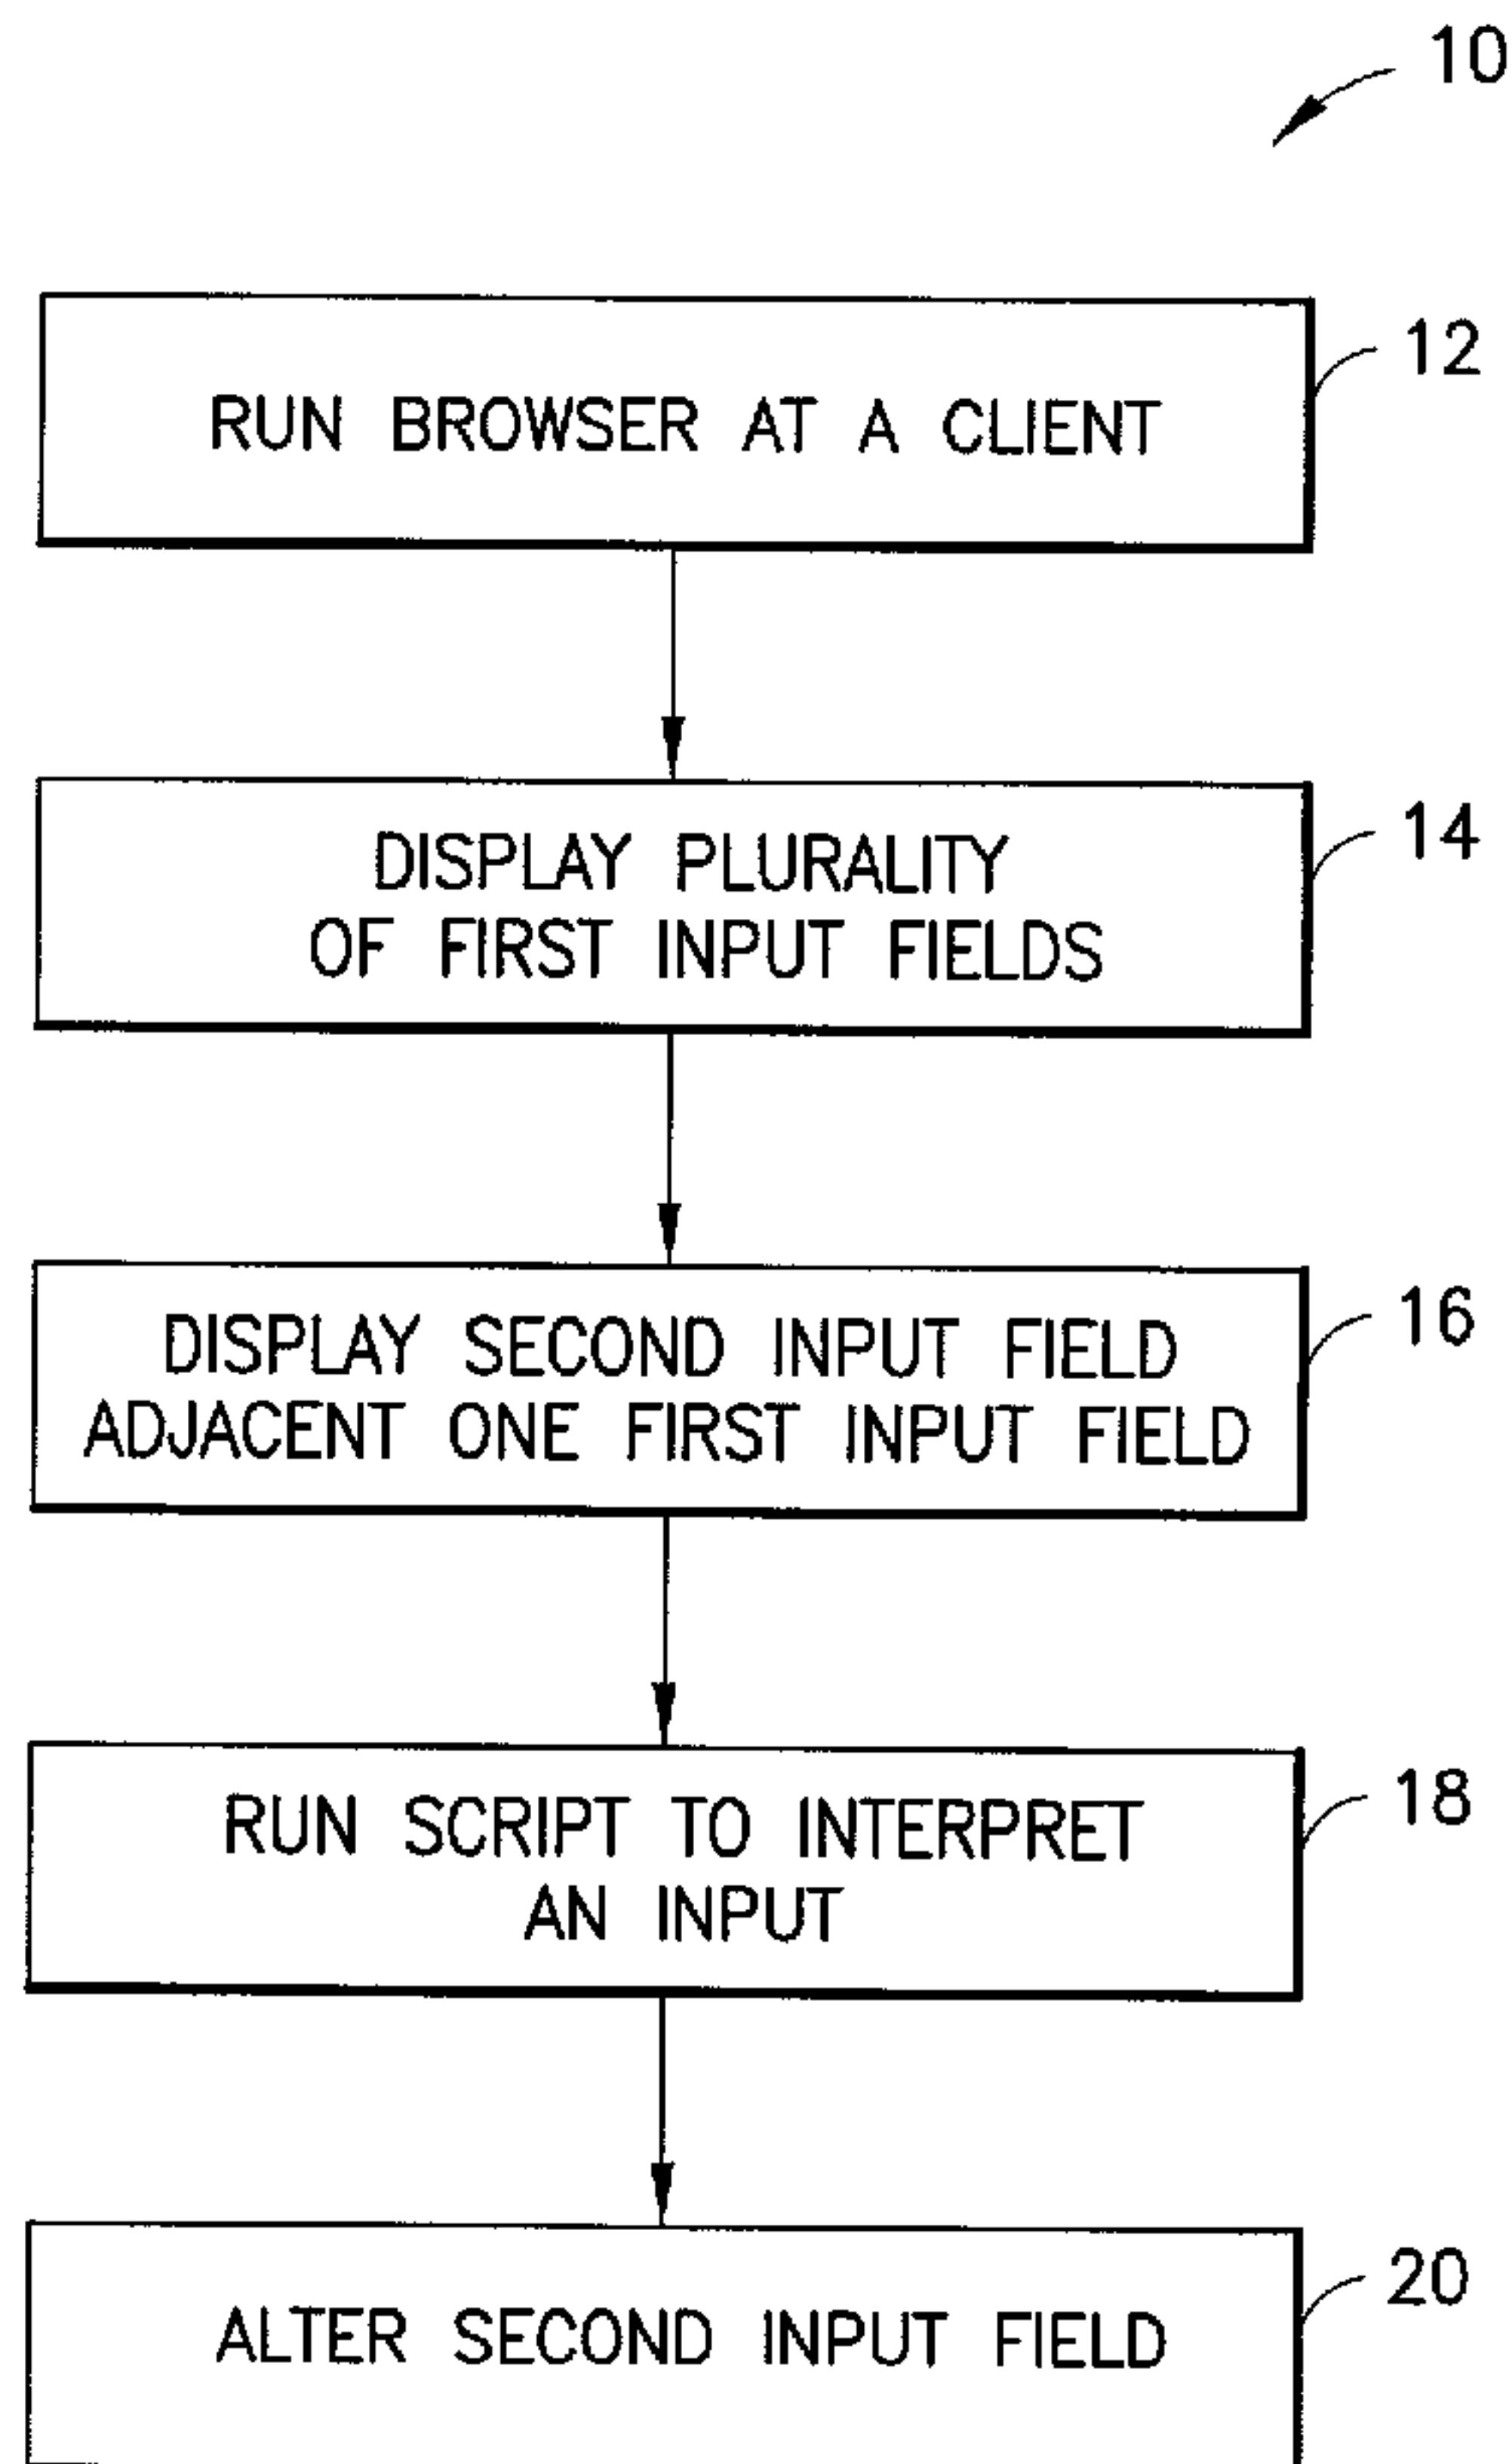 10
RUN BROWSER AT A CLIENT
12
DISPLAY PLURALITY
OF FIRST INPUT FIELDS
14
DISPLAY SECOND INPUT FIELD
ADJACENT ONE FIRST INPUT FIELD
16
RUN SCRIPT TO INTERPRET
AN INPUT
18
ALTER SECOND INPUT FIELD
20